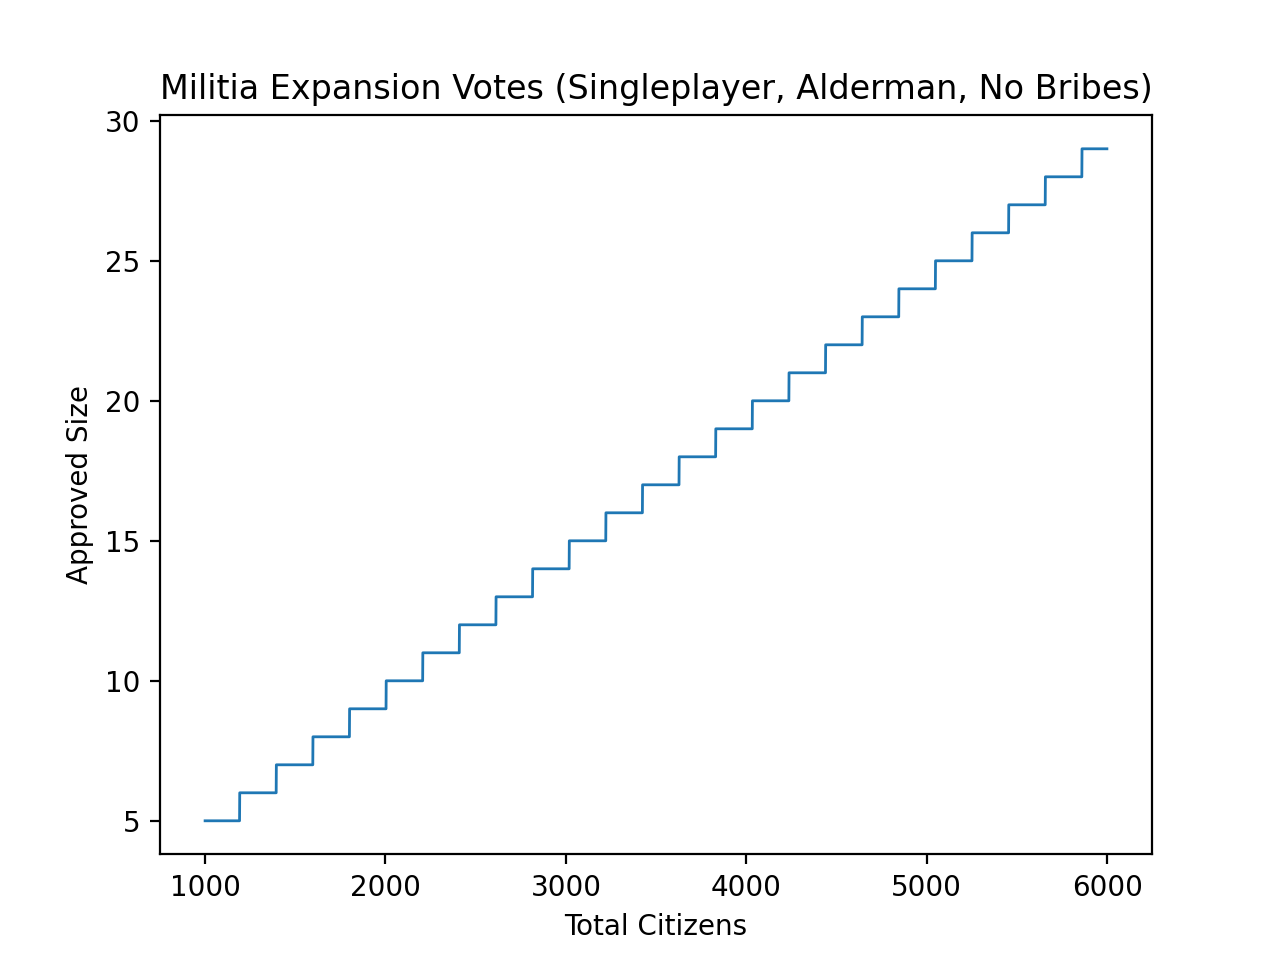 Militia Expansion Votes (Singleplayer, Alderman, No Bribes)
30
25
20
15
10
5
Approved Size
1000 2000 3000 4000 5000 6000
Total Citizens